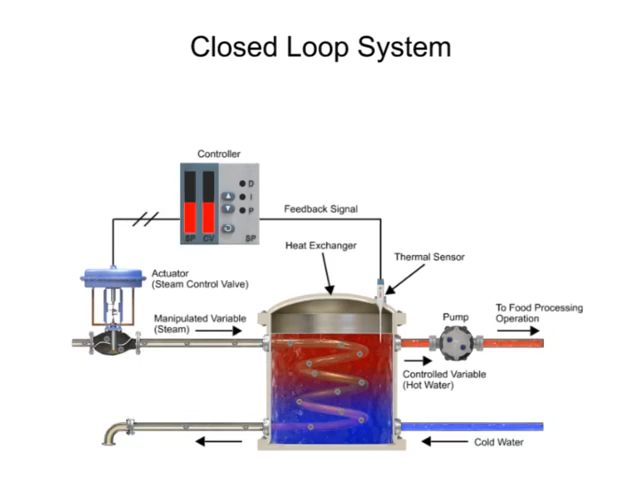 Closed Loop System
Controller
D
I
P
SP CV SP
Feedback Signal
Heat Exchanger
Thermal Sensor
Actuator
(Steam Control Valve)
Manipulated Variable
(Steam)
Pump
To Food Processing
Operation
Controlled Variable
(Hot Water)
Cold Water